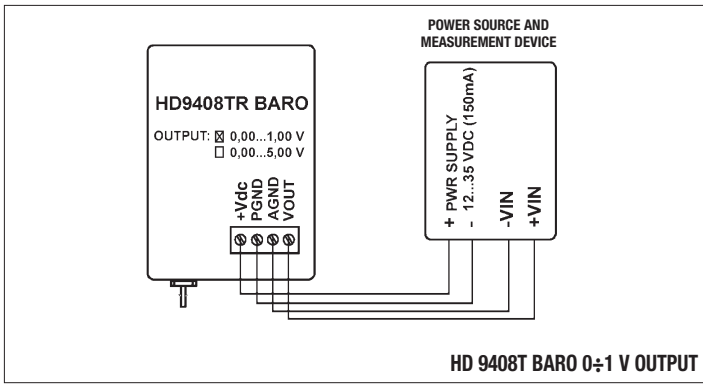 POWER SOURCE AND
MEASUREMENT DEVICE
HD9408TR BARO
OUTPUT: ☒ 0,00...1,00 V
☐ 0,00...5,00 V
+Vdc
PGND
AGND
VOUT
+ PWR SUPPLY
- 12...35 VDC (150mA)
-VIN
+VIN
HD 9408T BARO 0÷1 V OUTPUT